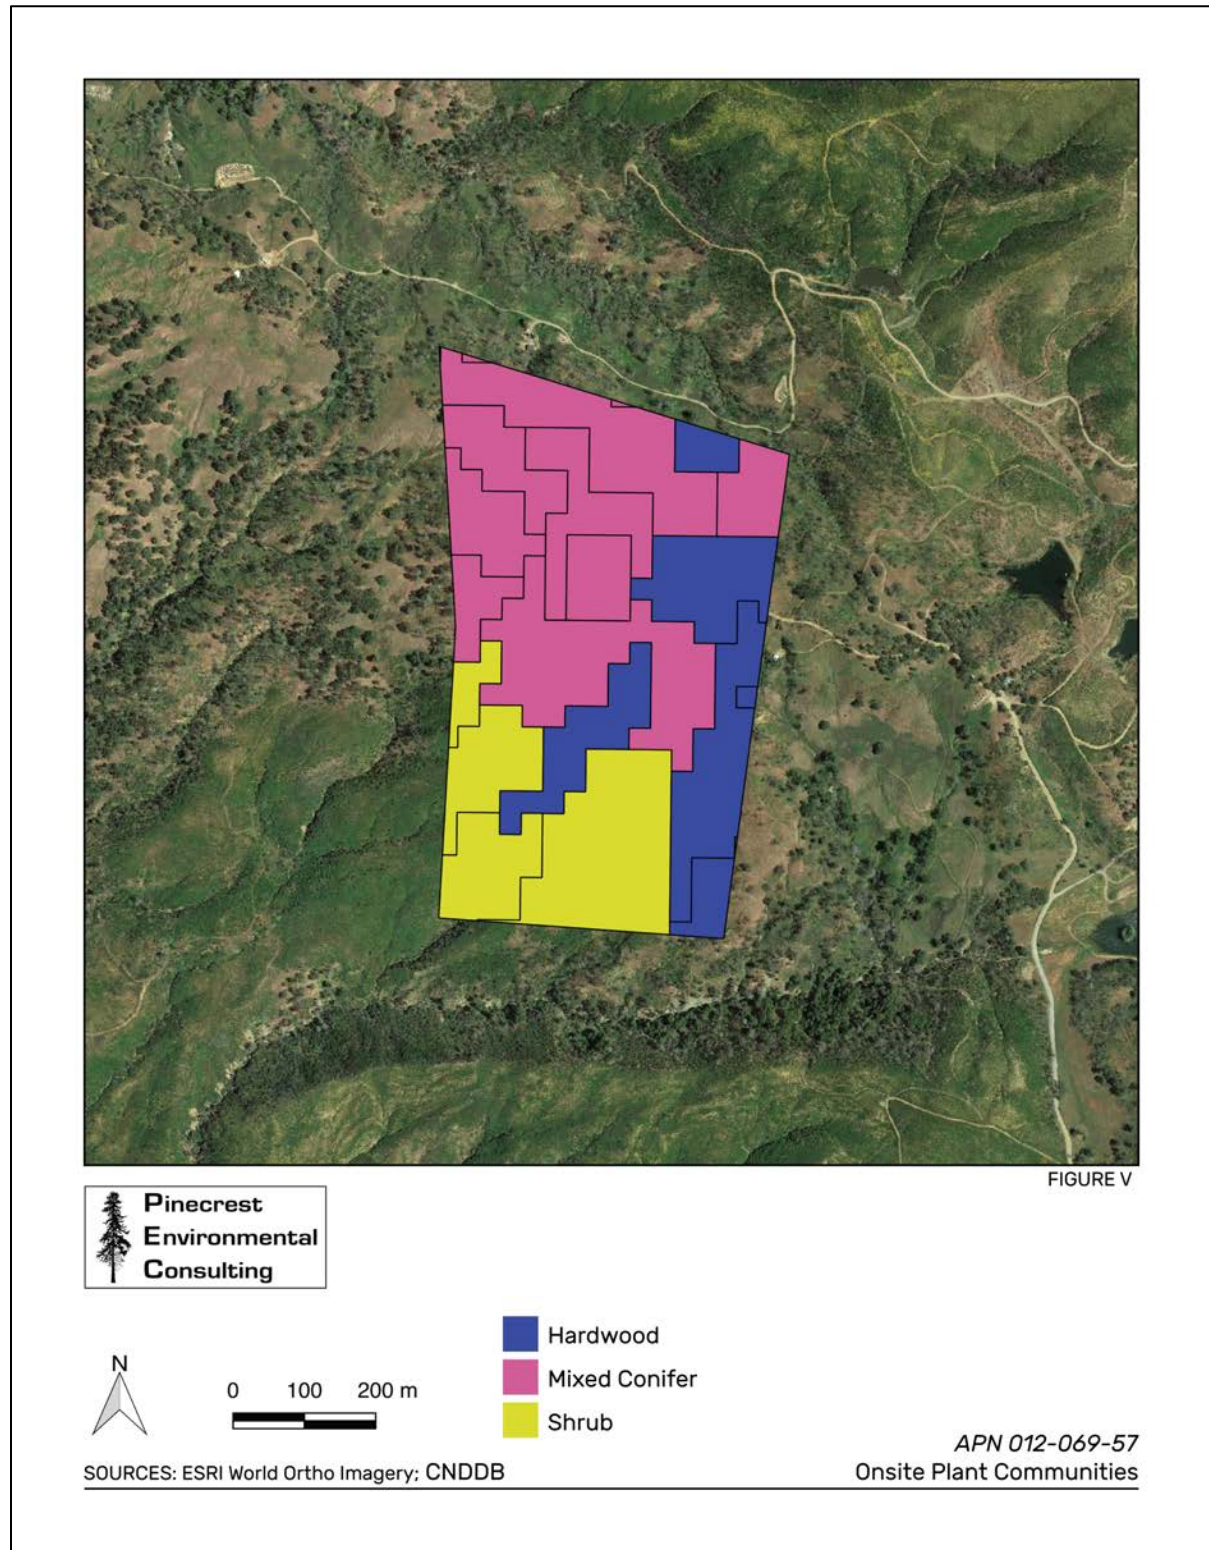 FIGURE V
Pinecrest
Environmental
Consulting
Hardwood
Mixed Conifer
Shrub
N
0 100 200 m
APN 012-069-57
SOURCES: ESRI World Ortho Imagery; CNDDB
Onsite Plant Communities